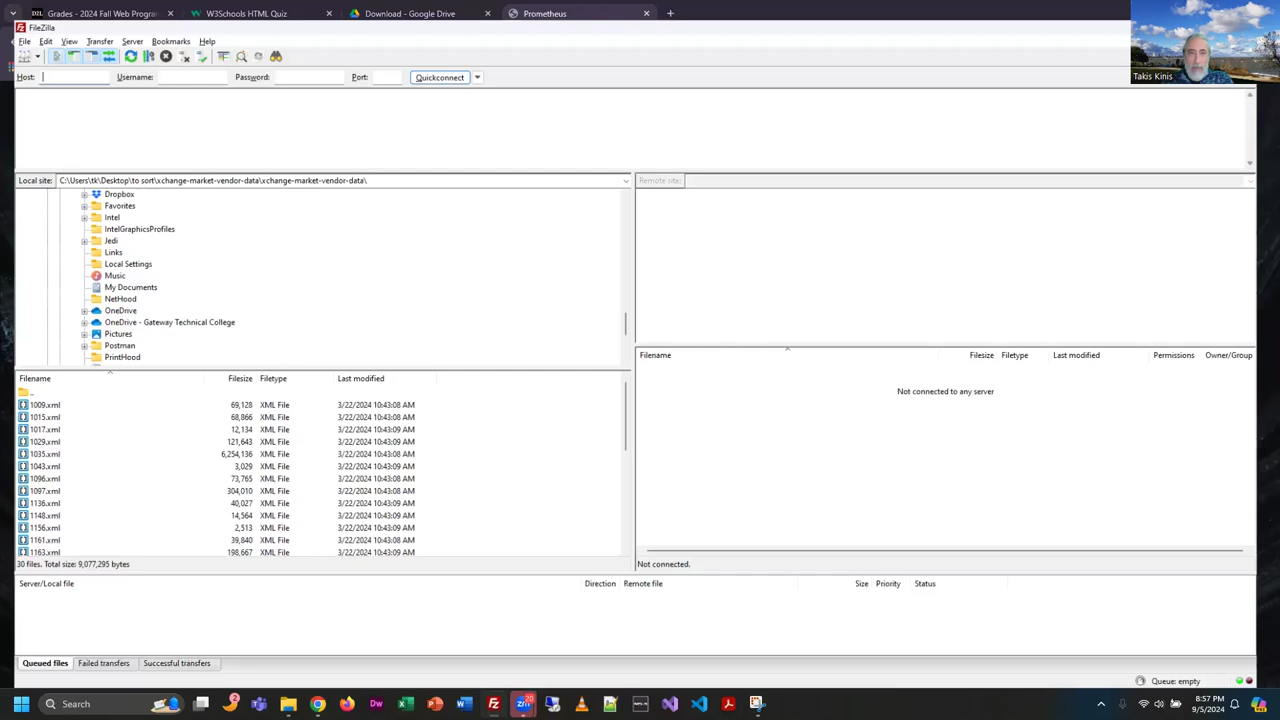 Grades - 2024 Fall Web Progra
W3Schools HTML Quiz
Download - Google Drive
Prometheus
FileZilla
File Edit View Transfer Server Bookmarks Help
Host: Username: Password: Port: Quickconnect
Takis Kinis
Local site: C:\Users\tk\Desktop\to sort\xchange-market-vendor-data\xchange-market-vendor-data\
Remote site:
Dropbox
Favorites
Intel
IntelGraphicsProfiles
Jedi
Links
Local Settings
Music
My Documents
NetHood
OneDrive
OneDrive - Gateway Technical College
Pictures
Postman
PrintHood
Filename Filesize Filetype Last modified Permissions Owner/Group
Not connected to any server
Filename Filesize Filetype Last modified
..
1009.xml 69,128 XML File 3/22/2024 10:43:08 AM
1015.xml 68,866 XML File 3/22/2024 10:43:08 AM
1017.xml 12,134 XML File 3/22/2024 10:43:09 AM
1029.xml 121,643 XML File 3/22/2024 10:43:09 AM
1035.xml 6,254,136 XML File 3/22/2024 10:43:08 AM
1043.xml 3,029 XML File 3/22/2024 10:43:09 AM
1096.xml 73,765 XML File 3/22/2024 10:43:08 AM
1097.xml 304,010 XML File 3/22/2024 10:43:09 AM
1136.xml 40,027 XML File 3/22/2024 10:43:09 AM
1148.xml 14,564 XML File 3/22/2024 10:43:09 AM
1156.xml 2,513 XML File 3/22/2024 10:43:09 AM
1161.xml 39,840 XML File 3/22/2024 10:43:09 AM
1163.xml 198,667 XML File 3/22/2024 10:43:09 AM
30 files. Total size: 9,077,295 bytes
Not connected.
Server/Local file Direction Remote file Size Priority Status
Queued files Failed transfers Successful transfers
Queue: empty
Search
8:57 PM
9/5/2024